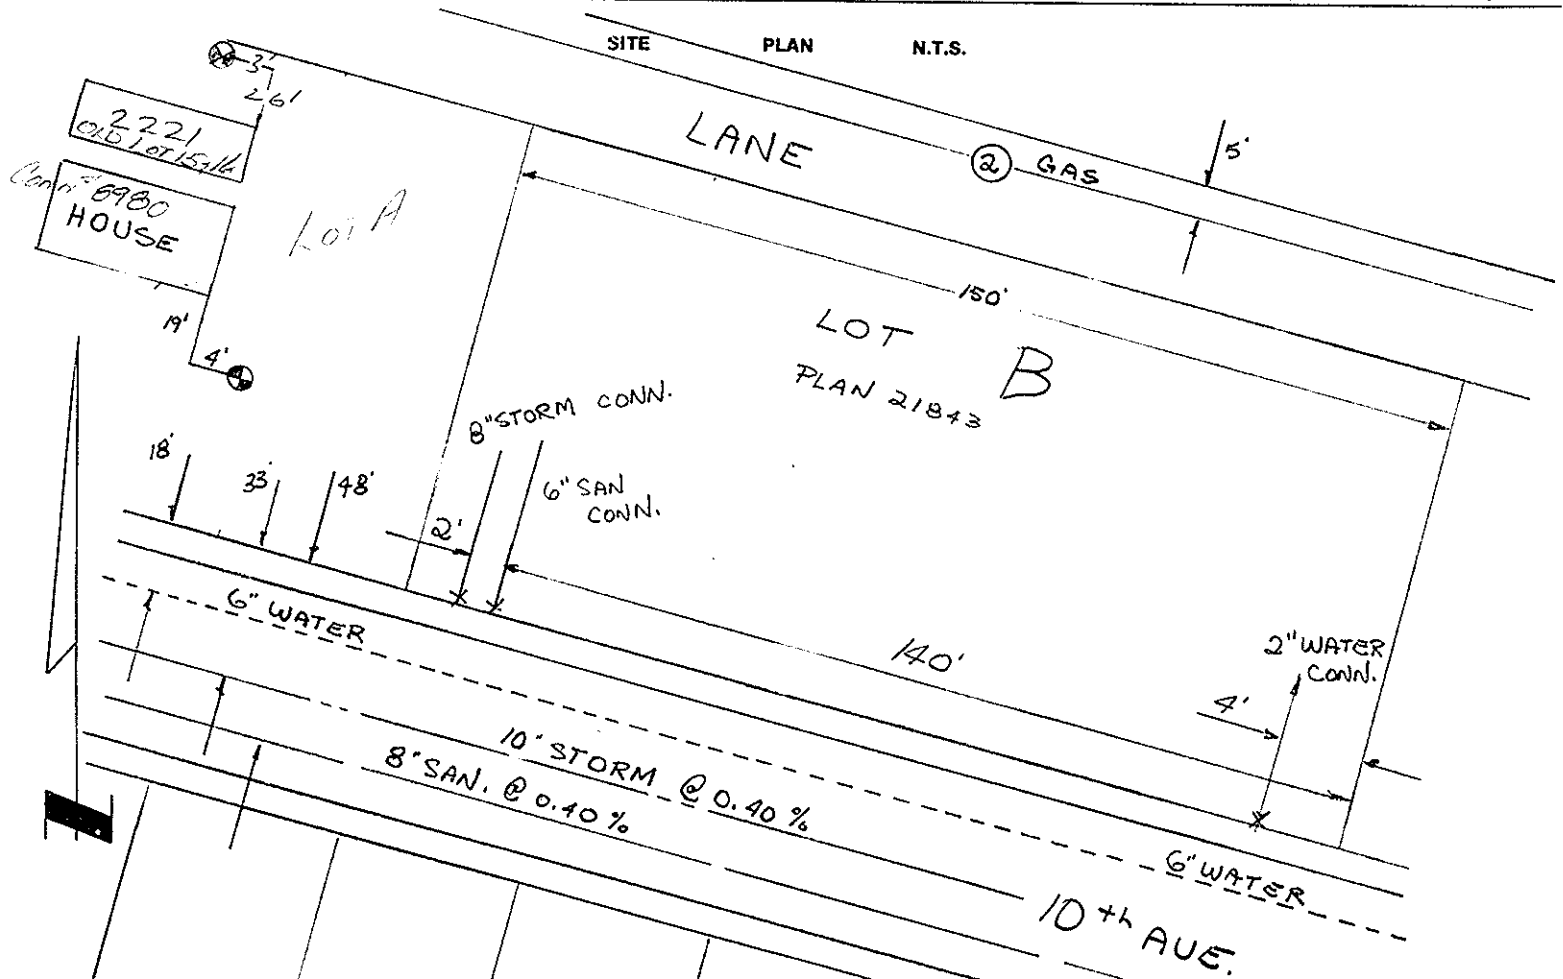 SITE PLAN N.T.S.
3'
26'
2221
OLD LOT 15+16
Conn# 6980
HOUSE
LOT A
LANE
2 GAS
5'
150'
LOT B
PLAN 21843
19'
4'
8" STORM CONN.
6" SAN
CONN.
18'
33'
48'
2'
6" WATER
140'
2" WATER
CONN.
4'
10" STORM @ 0.40 %
8" SAN. @ 0.40 %
6" WATER
10th AVE.